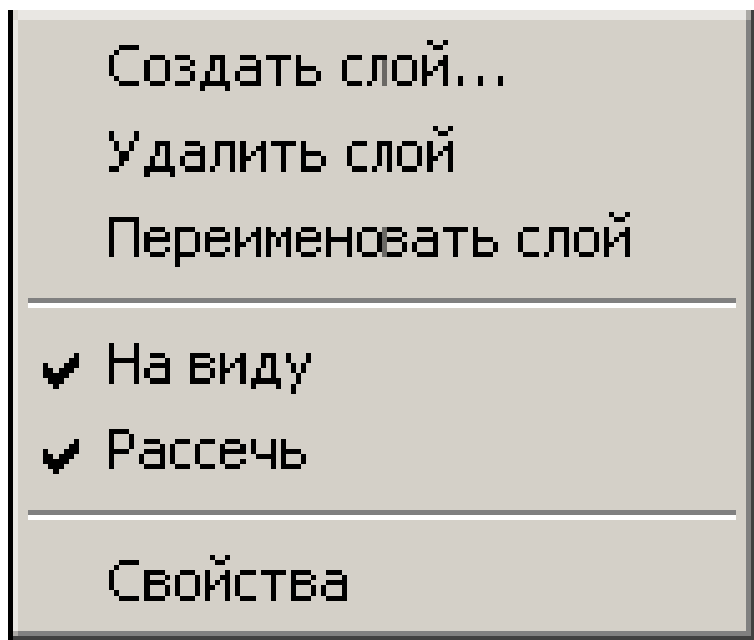 Создать слой...
Удалить слой
Переименовать слой
На виду
Рассечь
Свойства